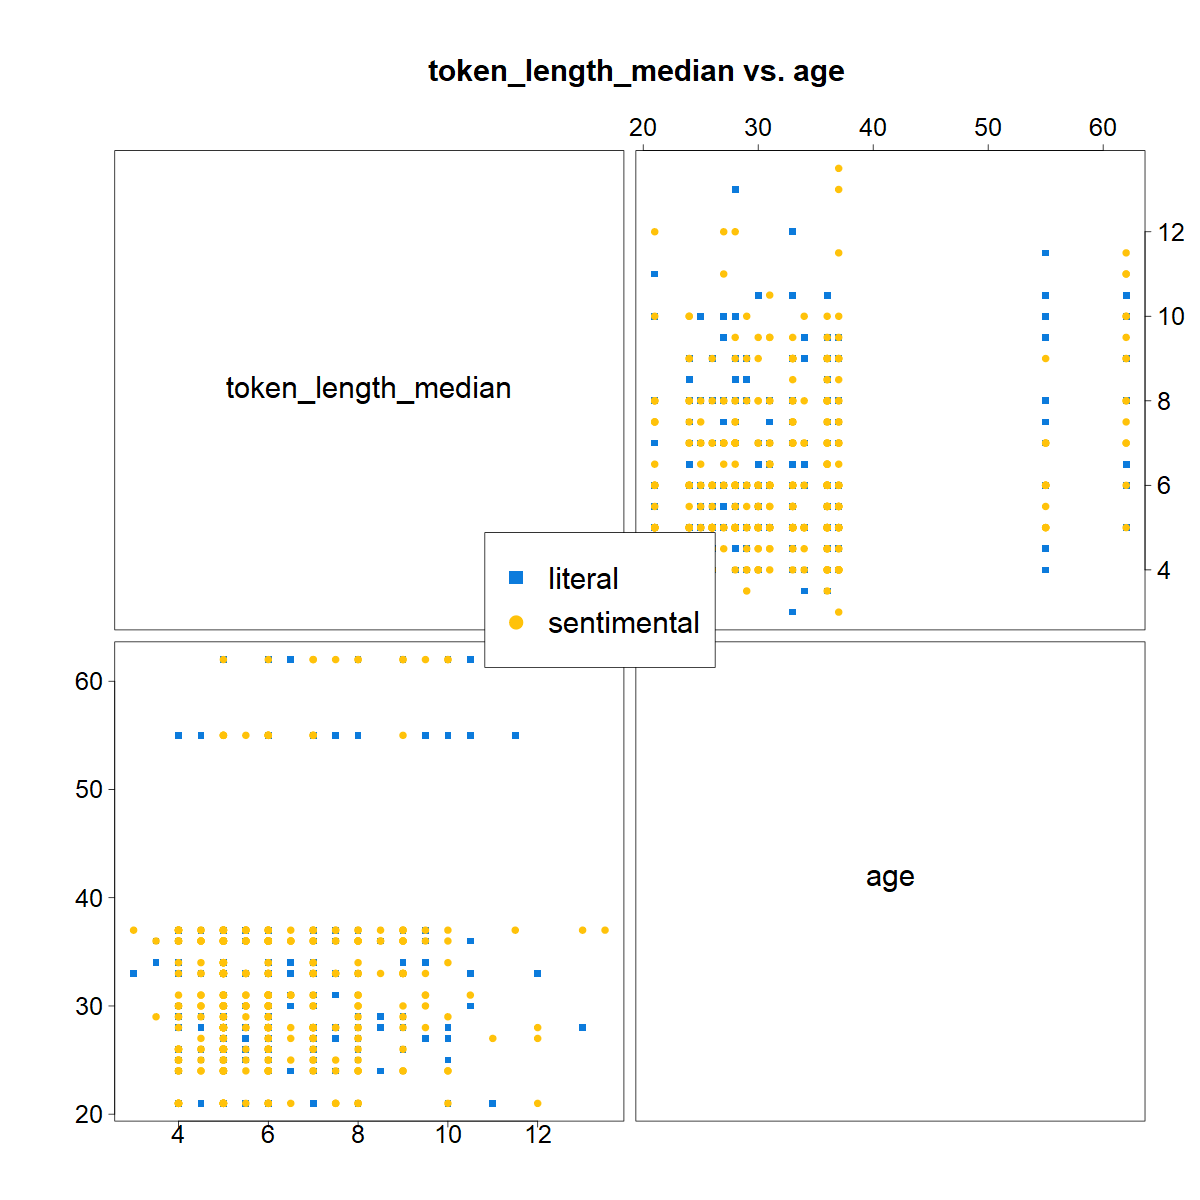 token_length_median vs. age
20 30 40 50 60
token_length_median
12
10
8
6
4
literal
sentimental
60
50
40
30
20
age
4 6 8 10 12